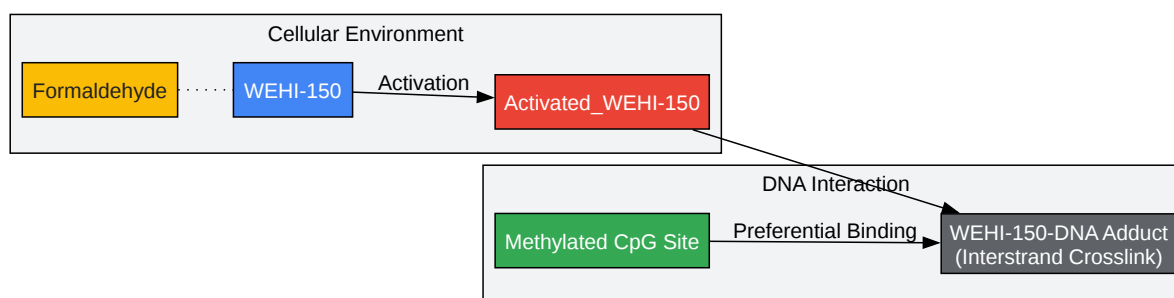 Cellular Environment
Formaldehyde
WEHI-150
Activation
Activated_WEHI-150
DNA Interaction
Methylated CpG Site
Preferential Binding
WEHI-150-DNA Adduct
(Interstrand Crosslink)